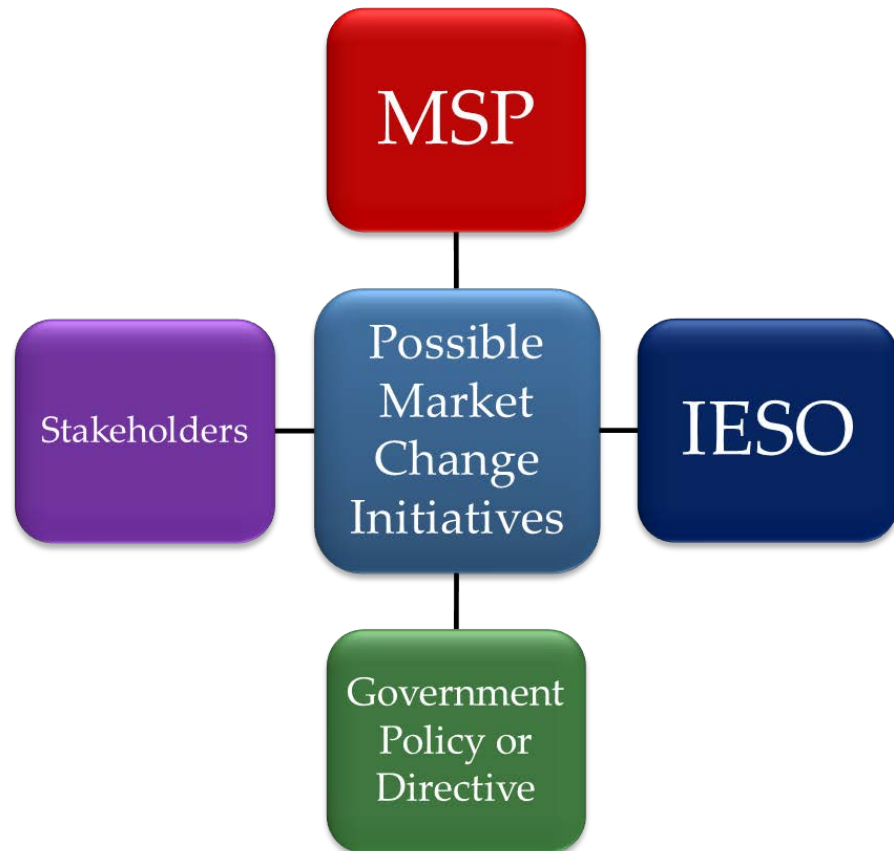 MSP
Stakeholders
Possible
Market
Change
Initiatives
IESO
Government
Policy or
Directive